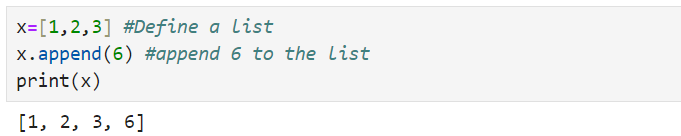 x=[1,2,3] #Define a list
x.append(6) #append 6 to the list
print(x)
[1, 2, 3, 6]